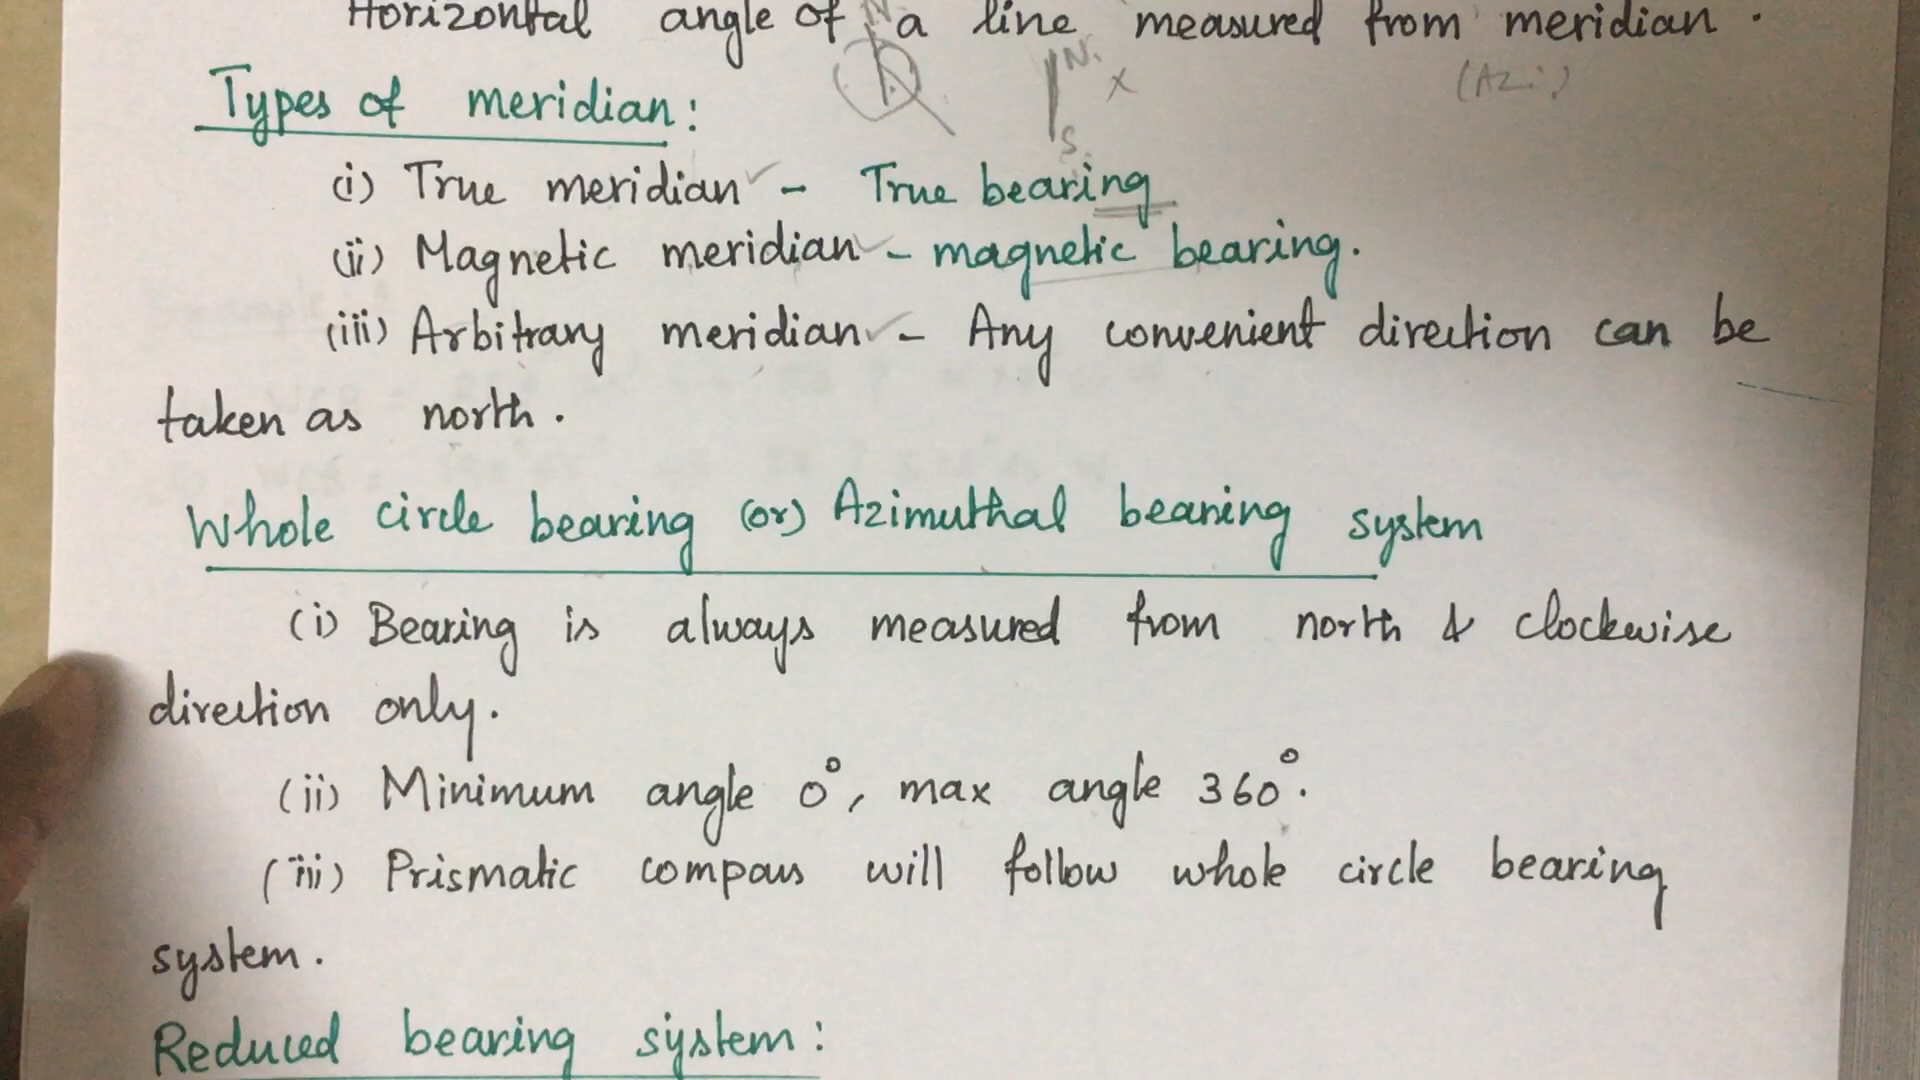 Horizontal angle of a line measured from meridian.
N
N.
X
(Az:)
S.
Types of meridian:
(i) True meridian - True bearing
(ii) Magnetic meridian - magnetic bearing.
(iii) Arbitrary meridian - Any convenient direction can be
taken as north.
Whole circle bearing (or) Azimuthal bearing system
(i) Bearing is always measured from north & clockwise
direction only.
(ii) Minimum angle 0°, max angle 360°.
(iii) Prismatic compass will follow whole circle bearing
system.
Reduced bearing system: